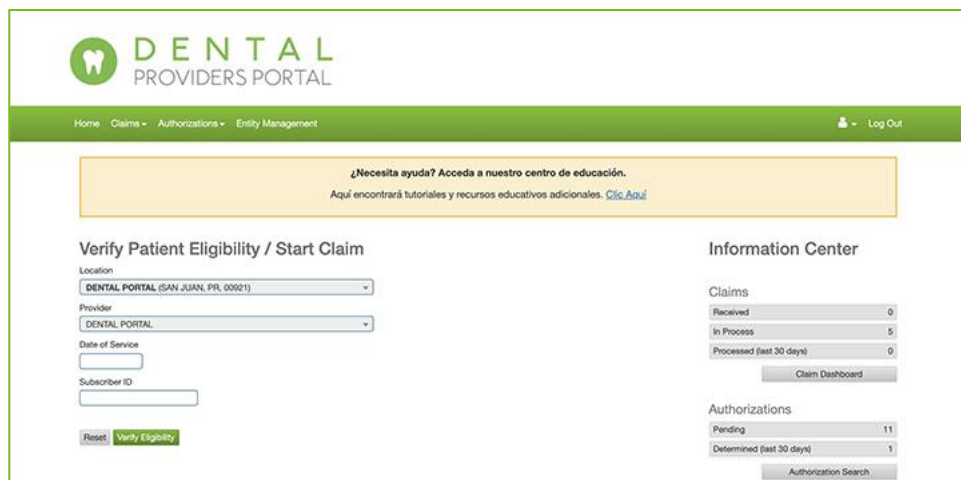 DENTAL
PROVIDERS PORTAL
Home Claims Authorizations Entity Management Log Out
¿Necesita ayuda? Acceda a nuestro centro de educación.
Aquí encontrará tutoriales y recursos educativos adicionales. Clic Aquí
Verify Patient Eligibility / Start Claim
Location
DENTAL PORTAL (SAN JUAN, PR, 00921)
Provider
DENTAL PORTAL
Date of Service
Subscriber ID
Reset Verify Eligibility
Information Center
Claims
Received 0
In Process 5
Processed (last 30 days) 0
Claim Dashboard
Authorizations
Pending 11
Determined (last 30 days) 1
Authorization Search